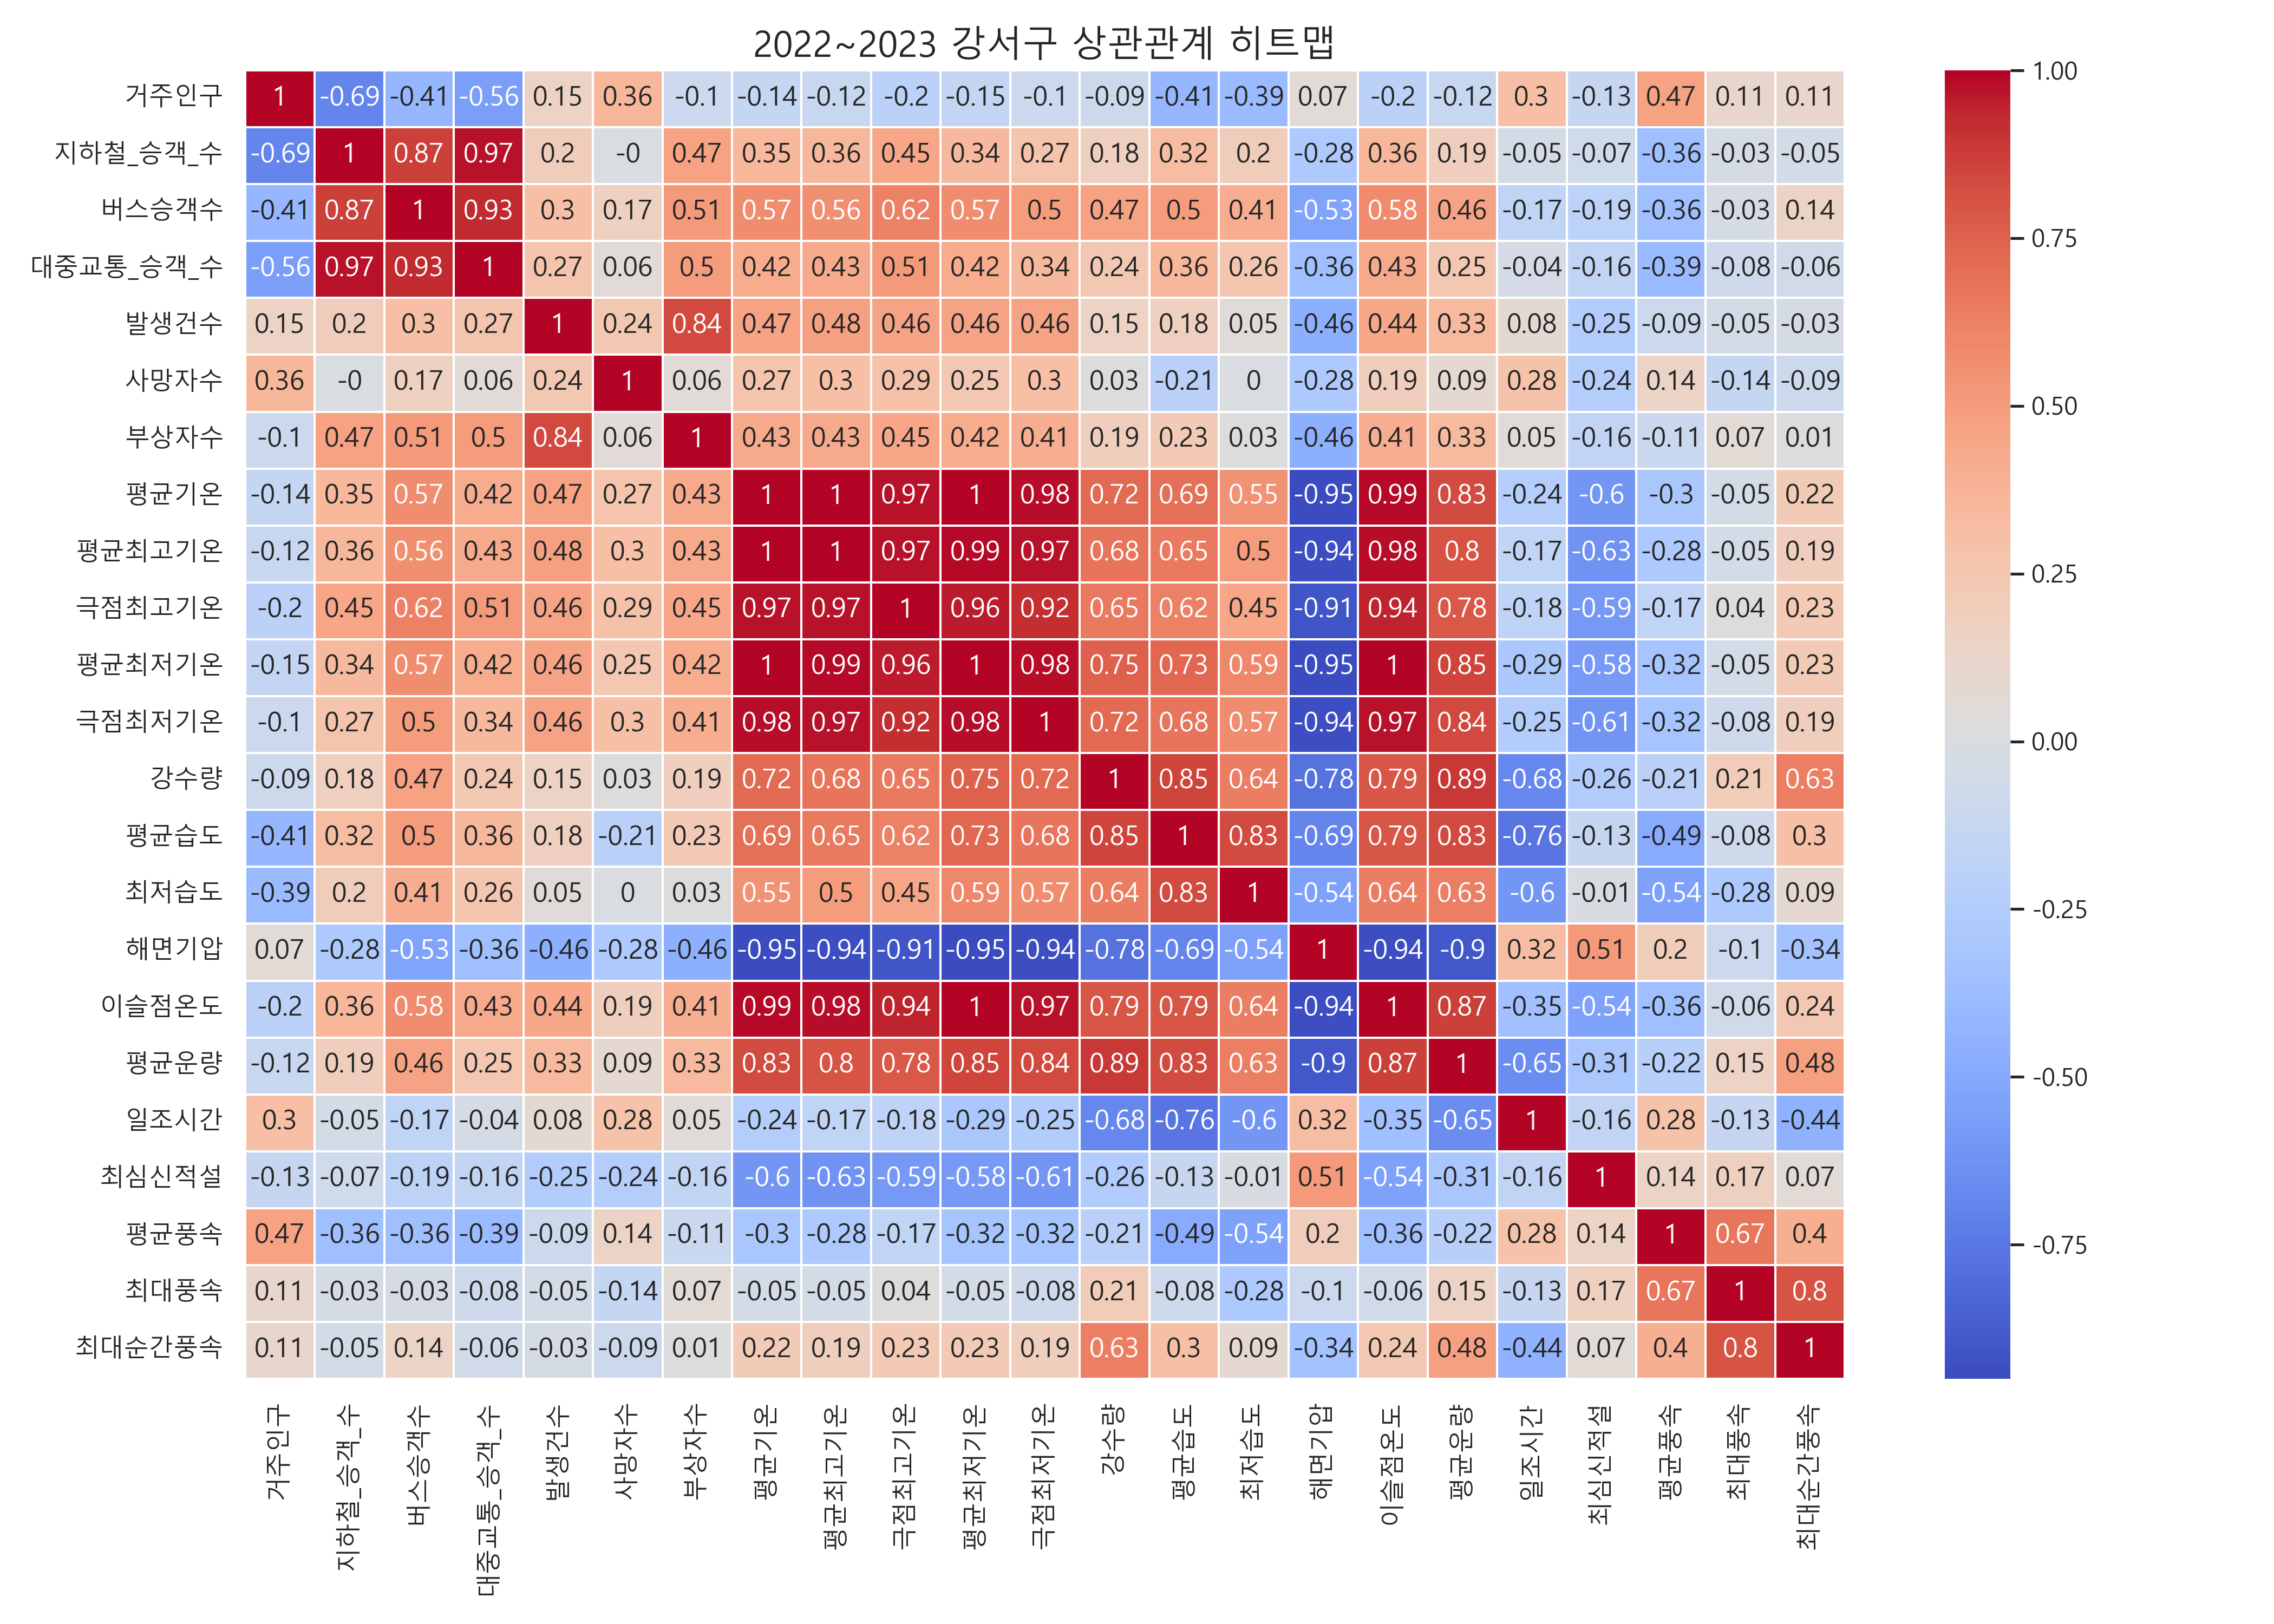 2022~2023 강서구 상관관계 히트맵
거주인구 1 -0.69 -0.41 -0.56 0.15 0.36 -0.1 -0.14 -0.12 -0.2 -0.15 -0.1 -0.09 -0.41 -0.39 0.07 -0.2 -0.12 0.3 -0.13 0.47 0.11 0.11
지하철_승객_수 -0.69 1 0.87 0.97 0.2 -0 0.47 0.35 0.36 0.45 0.34 0.27 0.18 0.32 0.2 -0.28 0.36 0.19 -0.05 -0.07 -0.36 -0.03 -0.05
버스승객수 -0.41 0.87 1 0.93 0.3 0.17 0.51 0.57 0.56 0.62 0.57 0.5 0.47 0.5 0.41 -0.53 0.58 0.46 -0.17 -0.19 -0.36 -0.03 0.14
대중교통_승객_수 -0.56 0.97 0.93 1 0.27 0.06 0.5 0.42 0.43 0.51 0.42 0.34 0.24 0.36 0.26 -0.36 0.43 0.25 -0.04 -0.16 -0.39 -0.08 -0.06
발생건수 0.15 0.2 0.3 0.27 1 0.24 0.84 0.47 0.48 0.46 0.46 0.46 0.15 0.18 0.05 -0.46 0.44 0.33 0.08 -0.25 -0.09 -0.05 -0.03
사망자수 0.36 -0 0.17 0.06 0.24 1 0.06 0.27 0.3 0.29 0.25 0.3 0.03 -0.21 0 -0.28 0.19 0.09 0.28 -0.24 0.14 -0.14 -0.09
부상자수 -0.1 0.47 0.51 0.5 0.84 0.06 1 0.43 0.43 0.45 0.42 0.41 0.19 0.23 0.03 -0.46 0.41 0.33 0.05 -0.16 -0.11 0.07 0.01
평균기온 -0.14 0.35 0.57 0.42 0.47 0.27 0.43 1 1 0.97 1 0.98 0.72 0.69 0.55 -0.95 0.99 0.83 -0.24 -0.6 -0.3 -0.05 0.22
평균최고기온 -0.12 0.36 0.56 0.43 0.48 0.3 0.43 1 1 0.97 0.99 0.97 0.68 0.65 0.5 -0.94 0.98 0.8 -0.17 -0.63 -0.28 -0.05 0.19
극점최고기온 -0.2 0.45 0.62 0.51 0.46 0.29 0.45 0.97 0.97 1 0.96 0.92 0.65 0.62 0.45 -0.91 0.94 0.78 -0.18 -0.59 -0.17 0.04 0.23
평균최저기온 -0.15 0.34 0.57 0.42 0.46 0.25 0.42 1 0.99 0.96 1 0.98 0.75 0.73 0.59 -0.95 1 0.85 -0.29 -0.58 -0.32 -0.05 0.23
극점최저기온 -0.1 0.27 0.5 0.34 0.46 0.3 0.41 0.98 0.97 0.92 0.98 1 0.72 0.68 0.57 -0.94 0.97 0.84 -0.25 -0.61 -0.32 -0.08 0.19
강수량 -0.09 0.18 0.47 0.24 0.15 0.03 0.19 0.72 0.68 0.65 0.75 0.72 1 0.85 0.64 -0.78 0.79 0.89 -0.68 -0.26 -0.21 0.21 0.63
평균습도 -0.41 0.32 0.5 0.36 0.18 -0.21 0.23 0.69 0.65 0.62 0.73 0.68 0.85 1 0.83 -0.69 0.79 0.83 -0.76 -0.13 -0.49 -0.08 0.3
최저습도 -0.39 0.2 0.41 0.26 0.05 0 0.03 0.55 0.5 0.45 0.59 0.57 0.64 0.83 1 -0.54 0.64 0.63 -0.6 -0.01 -0.54 -0.28 0.09
해면기압 0.07 -0.28 -0.53 -0.36 -0.46 -0.28 -0.46 -0.95 -0.94 -0.91 -0.95 -0.94 -0.78 -0.69 -0.54 1 -0.94 -0.9 0.32 0.51 0.2 -0.1 -0.34
이슬점온도 -0.2 0.36 0.58 0.43 0.44 0.19 0.41 0.99 0.98 0.94 1 0.97 0.79 0.79 0.64 -0.94 1 0.87 -0.35 -0.54 -0.36 -0.06 0.24
평균운량 -0.12 0.19 0.46 0.25 0.33 0.09 0.33 0.83 0.8 0.78 0.85 0.84 0.89 0.83 0.63 -0.9 0.87 1 -0.65 -0.31 -0.22 0.15 0.48
일조시간 0.3 -0.05 -0.17 -0.04 0.08 0.28 0.05 -0.24 -0.17 -0.18 -0.29 -0.25 -0.68 -0.76 -0.6 0.32 -0.35 -0.65 1 -0.16 0.28 -0.13 -0.44
최심신적설 -0.13 -0.07 -0.19 -0.16 -0.25 -0.24 -0.16 -0.6 -0.63 -0.59 -0.58 -0.61 -0.26 -0.13 -0.01 0.51 -0.54 -0.31 -0.16 1 0.14 0.17 0.07
평균풍속 0.47 -0.36 -0.36 -0.39 -0.09 0.14 -0.11 -0.3 -0.28 -0.17 -0.32 -0.32 -0.21 -0.49 -0.54 0.2 -0.36 -0.22 0.28 0.14 1 0.67 0.4
최대풍속 0.11 -0.03 -0.03 -0.08 -0.05 -0.14 0.07 -0.05 -0.05 0.04 -0.05 -0.08 0.21 -0.08 -0.28 -0.1 -0.06 0.15 -0.13 0.17 0.67 1 0.8
최대순간풍속 0.11 -0.05 0.14 -0.06 -0.03 -0.09 0.01 0.22 0.19 0.23 0.23 0.19 0.63 0.3 0.09 -0.34 0.24 0.48 -0.44 0.07 0.4 0.8 1
거주인구 지하철_승객_수 버스승객수 대중교통_승객_수 발생건수 사망자수 부상자수 평균기온 평균최고기온 극점최고기온 평균최저기온 극점최저기온 강수량 평균습도 최저습도 해면기압 이슬점온도 평균운량 일조시간 최심신적설 평균풍속 최대풍속 최대순간풍속
1.00
0.75
0.50
0.25
0.00
-0.25
-0.50
-0.75